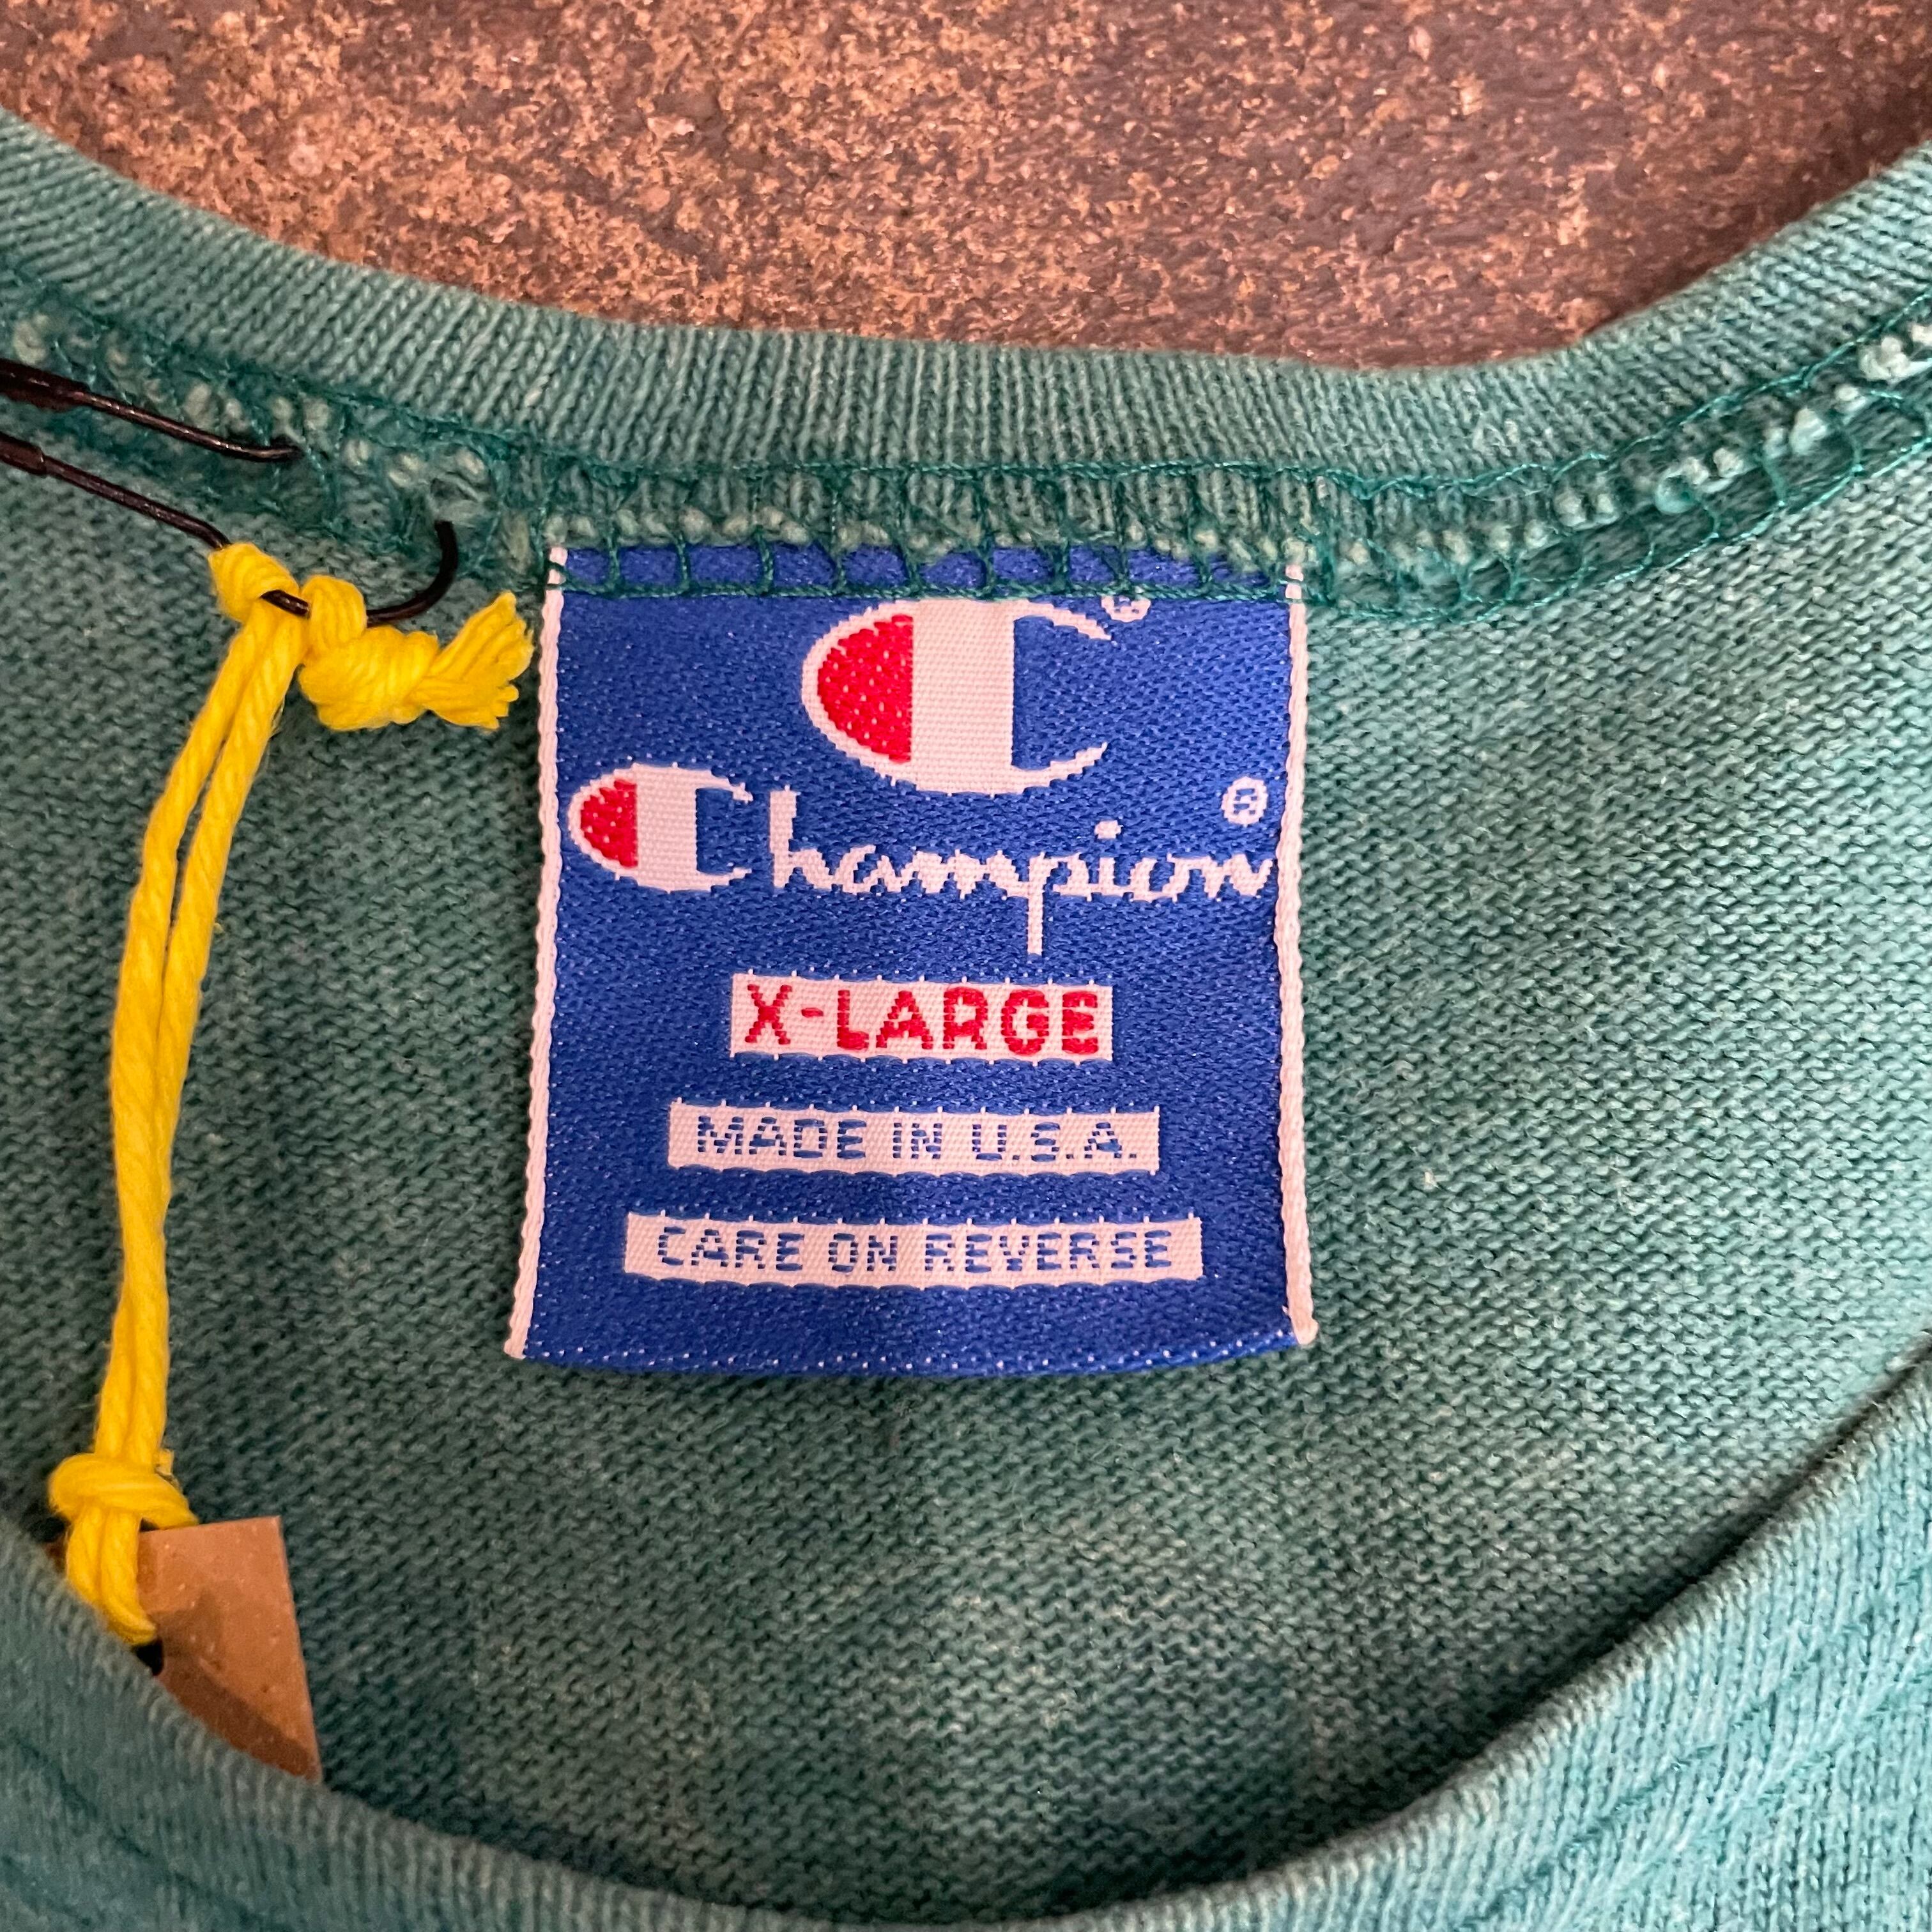 C®
Champion®
X-LARGE
MADE IN U.S.A.
CARE ON REVERSE